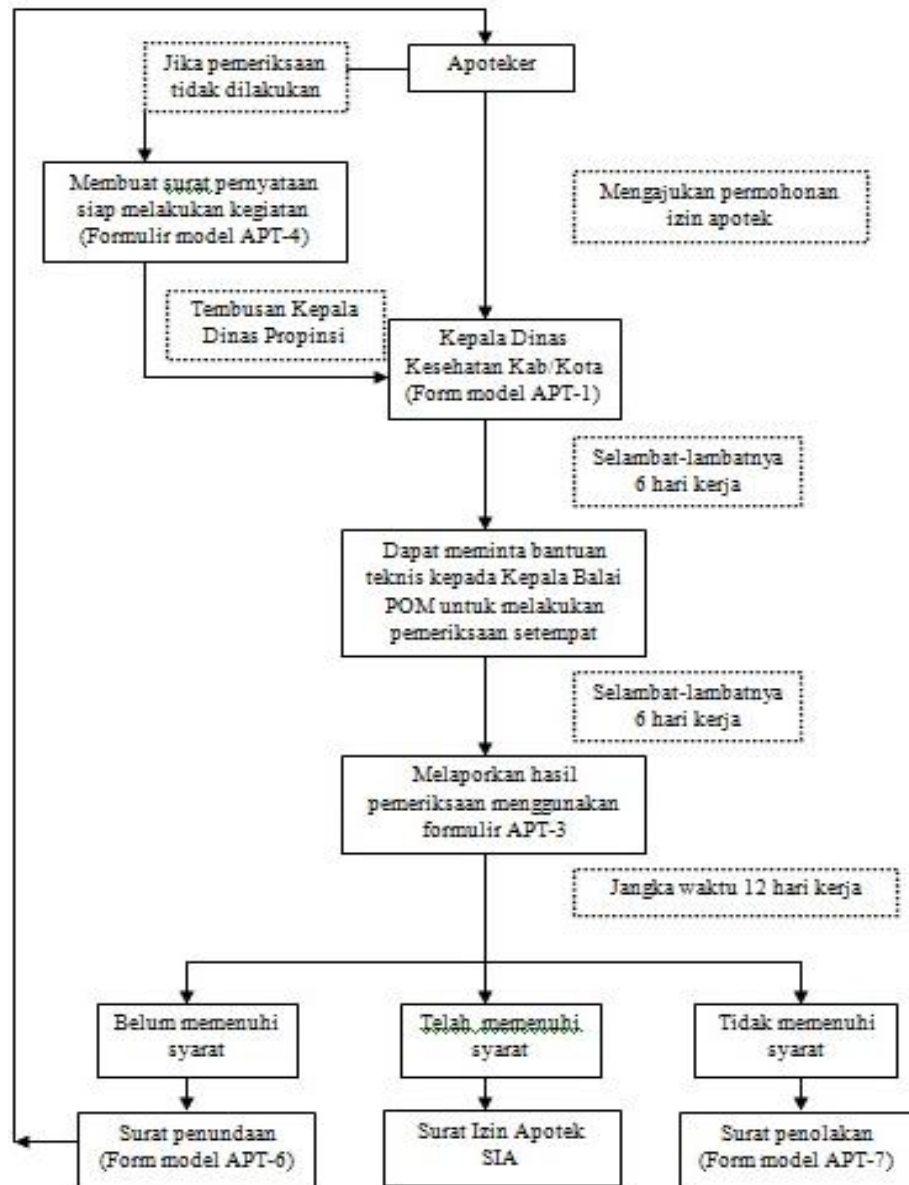 Apoteker
Jika pemeriksaan
tidak dilakukan
Membuat surat pernyataan
siap melakukan kegiatan
(Formulir model APT-4)
Mengajukan permohonan
izin apotek
Tembusan Kepala
Dinas Propinsi
Kepala Dinas
Kesehatan Kab/Kota
(Form model APT-1)
Selambat-lambatnya
6 hari kerja
Dapat meminta bantuan
teknis kepada Kepala Balai
POM untuk melakukan
pemeriksaan setempat
Selambat-lambatnya
6 hari kerja
Melaporkan hasil
pemeriksaan menggunakan
formulir APT-3
Jangka waktu 12 hari kerja
Belum memenuhi
syarat
Telah memenuhi
syarat
Tidak memenuhi
syarat
Surat penundaan
(Form model APT-6)
Surat Izin Apotek
SIA
Surat penolakan
(Form model APT-7)